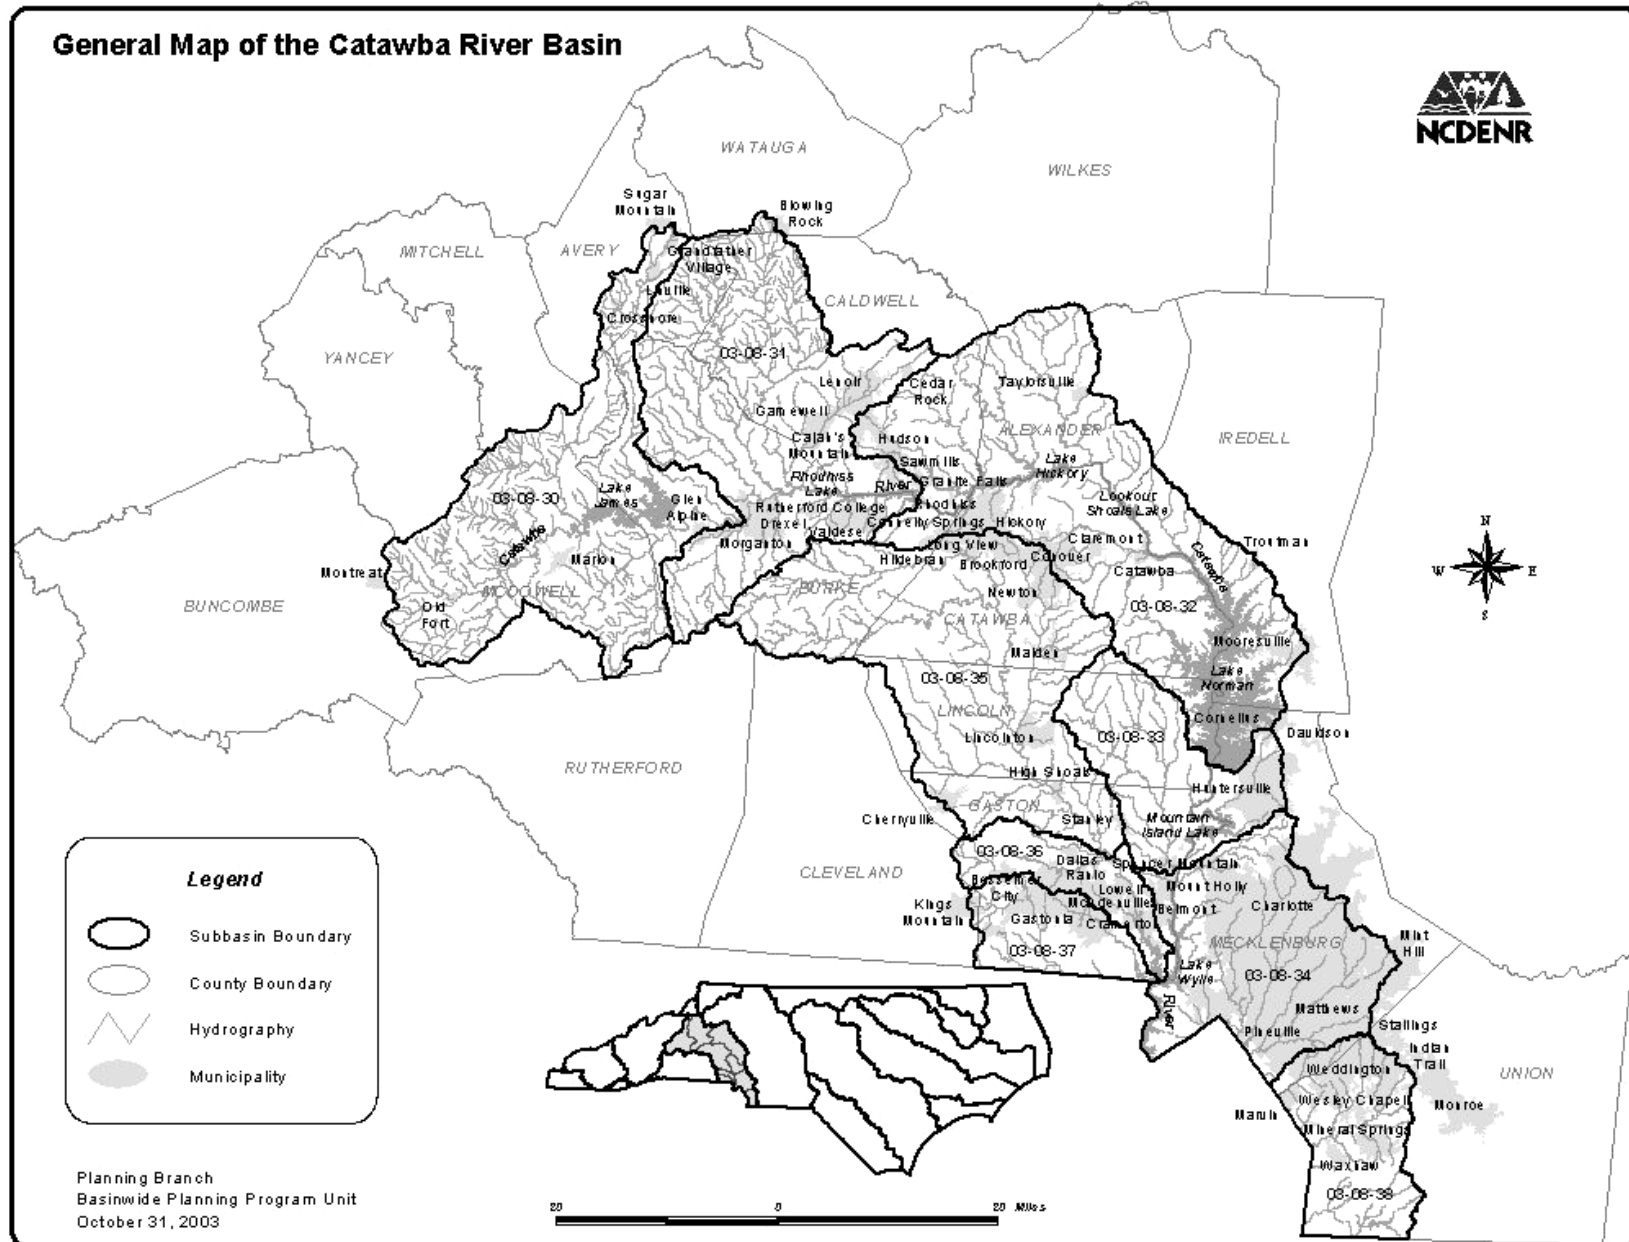 General Map of the Catawba River Basin
NCDENR
WATAUGA
WILKES
Sugar
Mountain
Blowing
Rock
MITCHELL
AVERY
Grandfather
Village
CALDWELL
Crossnore
YANCEY
03-08-31
Lenoir
Cedar
Rock
Taylorsville
Gamewell
ALEXANDER
IREDELL
Cajah's
Mountain
Hudson
Sawmills
Lake
Hickory
Rhodhiss
Lake
River
Granite Falls
03-08-30
Lake
James
Glen
Alpine
Lookout
Shoals Lake
Rhodhiss
Rutherford College
Drexel
Valdese
Connelly Springs
Hickory
Morganton
Catawba
Marion
Long View
Hildebran
Brookford
Conover
Claremont
Catawba
Catawba
Troutman
Montreat
BUNCOMBE
MCDOWELL
Old
Fort
BURKE
Newton
03-08-32
CATAWBA
Mooresville
Maiden
Lake
Norman
03-08-35
LINCOLN
Lincolnton
Cornelius
03-08-33
Davidson
RUTHERFORD
High Shoals
Huntersville
GASTON
Cherryville
Stanley
Mountain
Island Lake
03-08-36
Dallas
Ranlo
Spencer Mountain
CLEVELAND
Bessemer
City
Lowell
Mount Holly
Kings
Mountain
McAdenville
Belmont
Charlotte
Gastonia
Cramerton
MECKLENBURG
Mint
Hill
03-08-37
Lake
Wylie
03-08-34
River
Matthews
Pineville
Stallings
Indian
Trail
Weddington
UNION
Wesley Chapel
Marvin
Monroe
Mineral Springs
Waxhaw
03-08-38
N
W
E
S
Legend
Subbasin Boundary
County Boundary
Hydrography
Municipality
Planning Branch
Basinwide Planning Program Unit
October 31, 2003
20 0 20 Miles